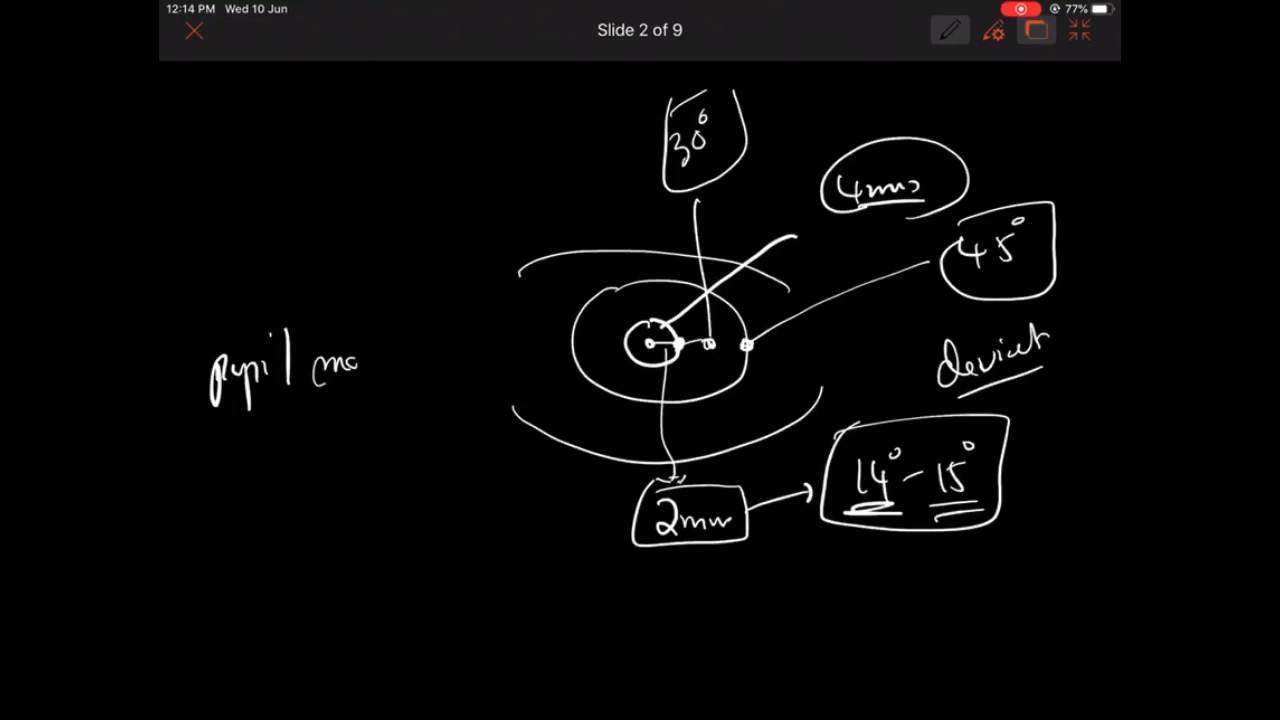 12:14 PM Wed 10 Jun
77%
Slide 2 of 9
30°
4mm
45°
pupil ma
deviat
2mm
14° - 15°